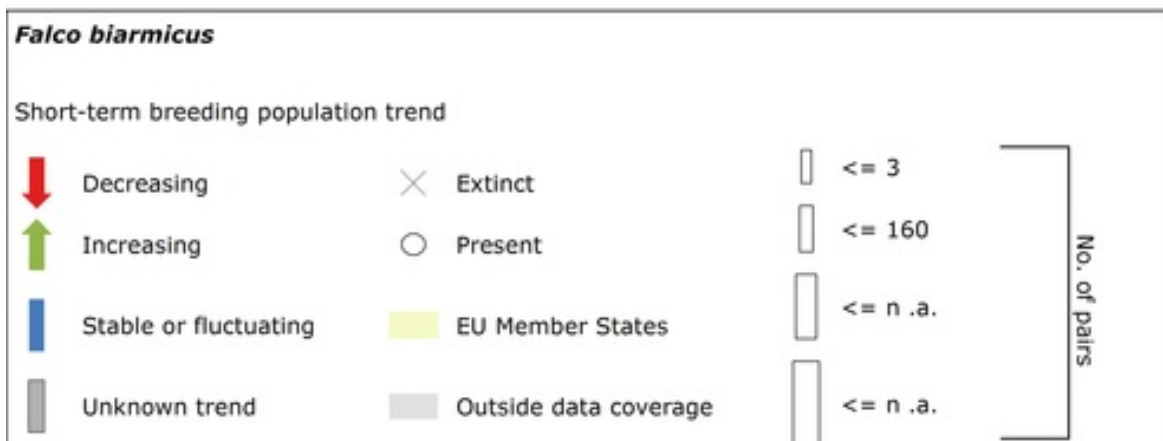 Falco biarmicus
Short-term breeding population trend
Decreasing
Extinct
<= 3
Increasing
Present
<= 160
Stable or fluctuating
EU Member States
<= n .a.
Unknown trend
Outside data coverage
<= n .a.
No. of pairs